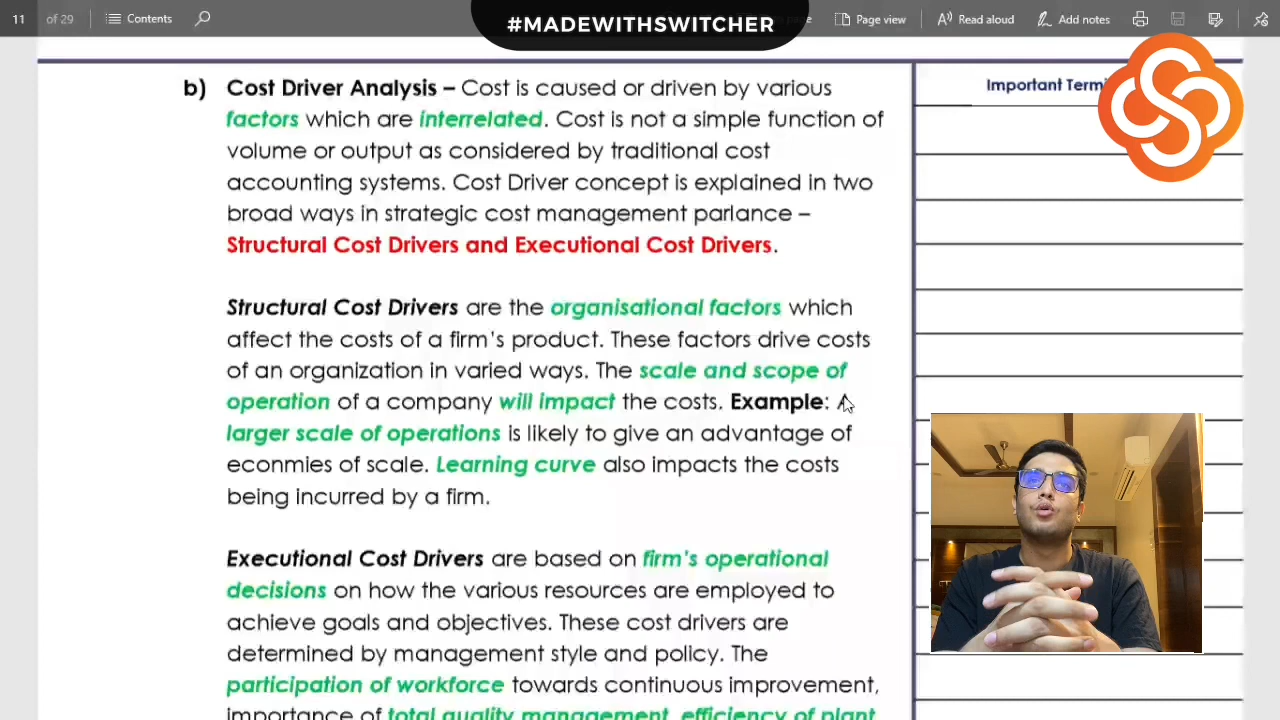 11 of 29 Contents Page view Read aloud Add notes
#MADEWITHSWITCHER
b) Cost Driver Analysis – Cost is caused or driven by various
factors which are interrelated. Cost is not a simple function of
volume or output as considered by traditional cost
accounting systems. Cost Driver concept is explained in two
broad ways in strategic cost management parlance –
Structural Cost Drivers and Executional Cost Drivers.
Structural Cost Drivers are the organisational factors which
affect the costs of a firm's product. These factors drive costs
of an organization in varied ways. The scale and scope of
operation of a company will impact the costs. Example: A
larger scale of operations is likely to give an advantage of
econmies of scale. Learning curve also impacts the costs
being incurred by a firm.
Executional Cost Drivers are based on firm's operational
decisions on how the various resources are employed to
achieve goals and objectives. These cost drivers are
determined by management style and policy. The
participation of workforce towards continuous improvement,
importance of total quality management, efficiency of plant
Important